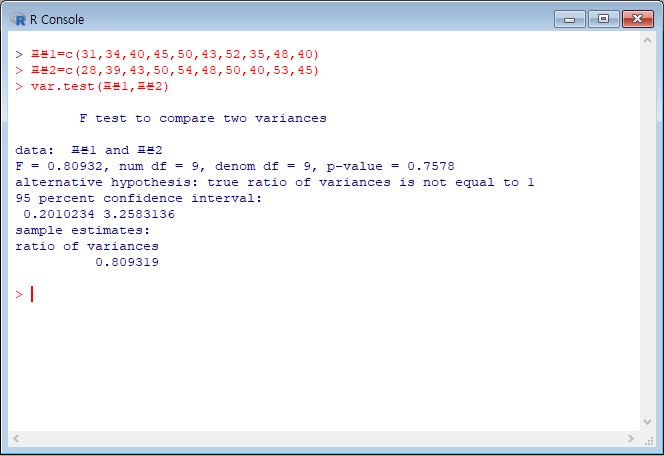 R Console
> 표본1=c(31,34,40,45,50,43,52,35,48,40)
> 표본2=c(28,39,43,50,54,48,50,40,53,45)
> var.test(표본1,표본2)
F test to compare two variances
data:  표본1 and 표본2
F = 0.80932, num df = 9, denom df = 9, p-value = 0.7578
alternative hypothesis: true ratio of variances is not equal to 1
95 percent confidence interval:
0.2010234 3.2583136
sample estimates:
ratio of variances
0.809319
>